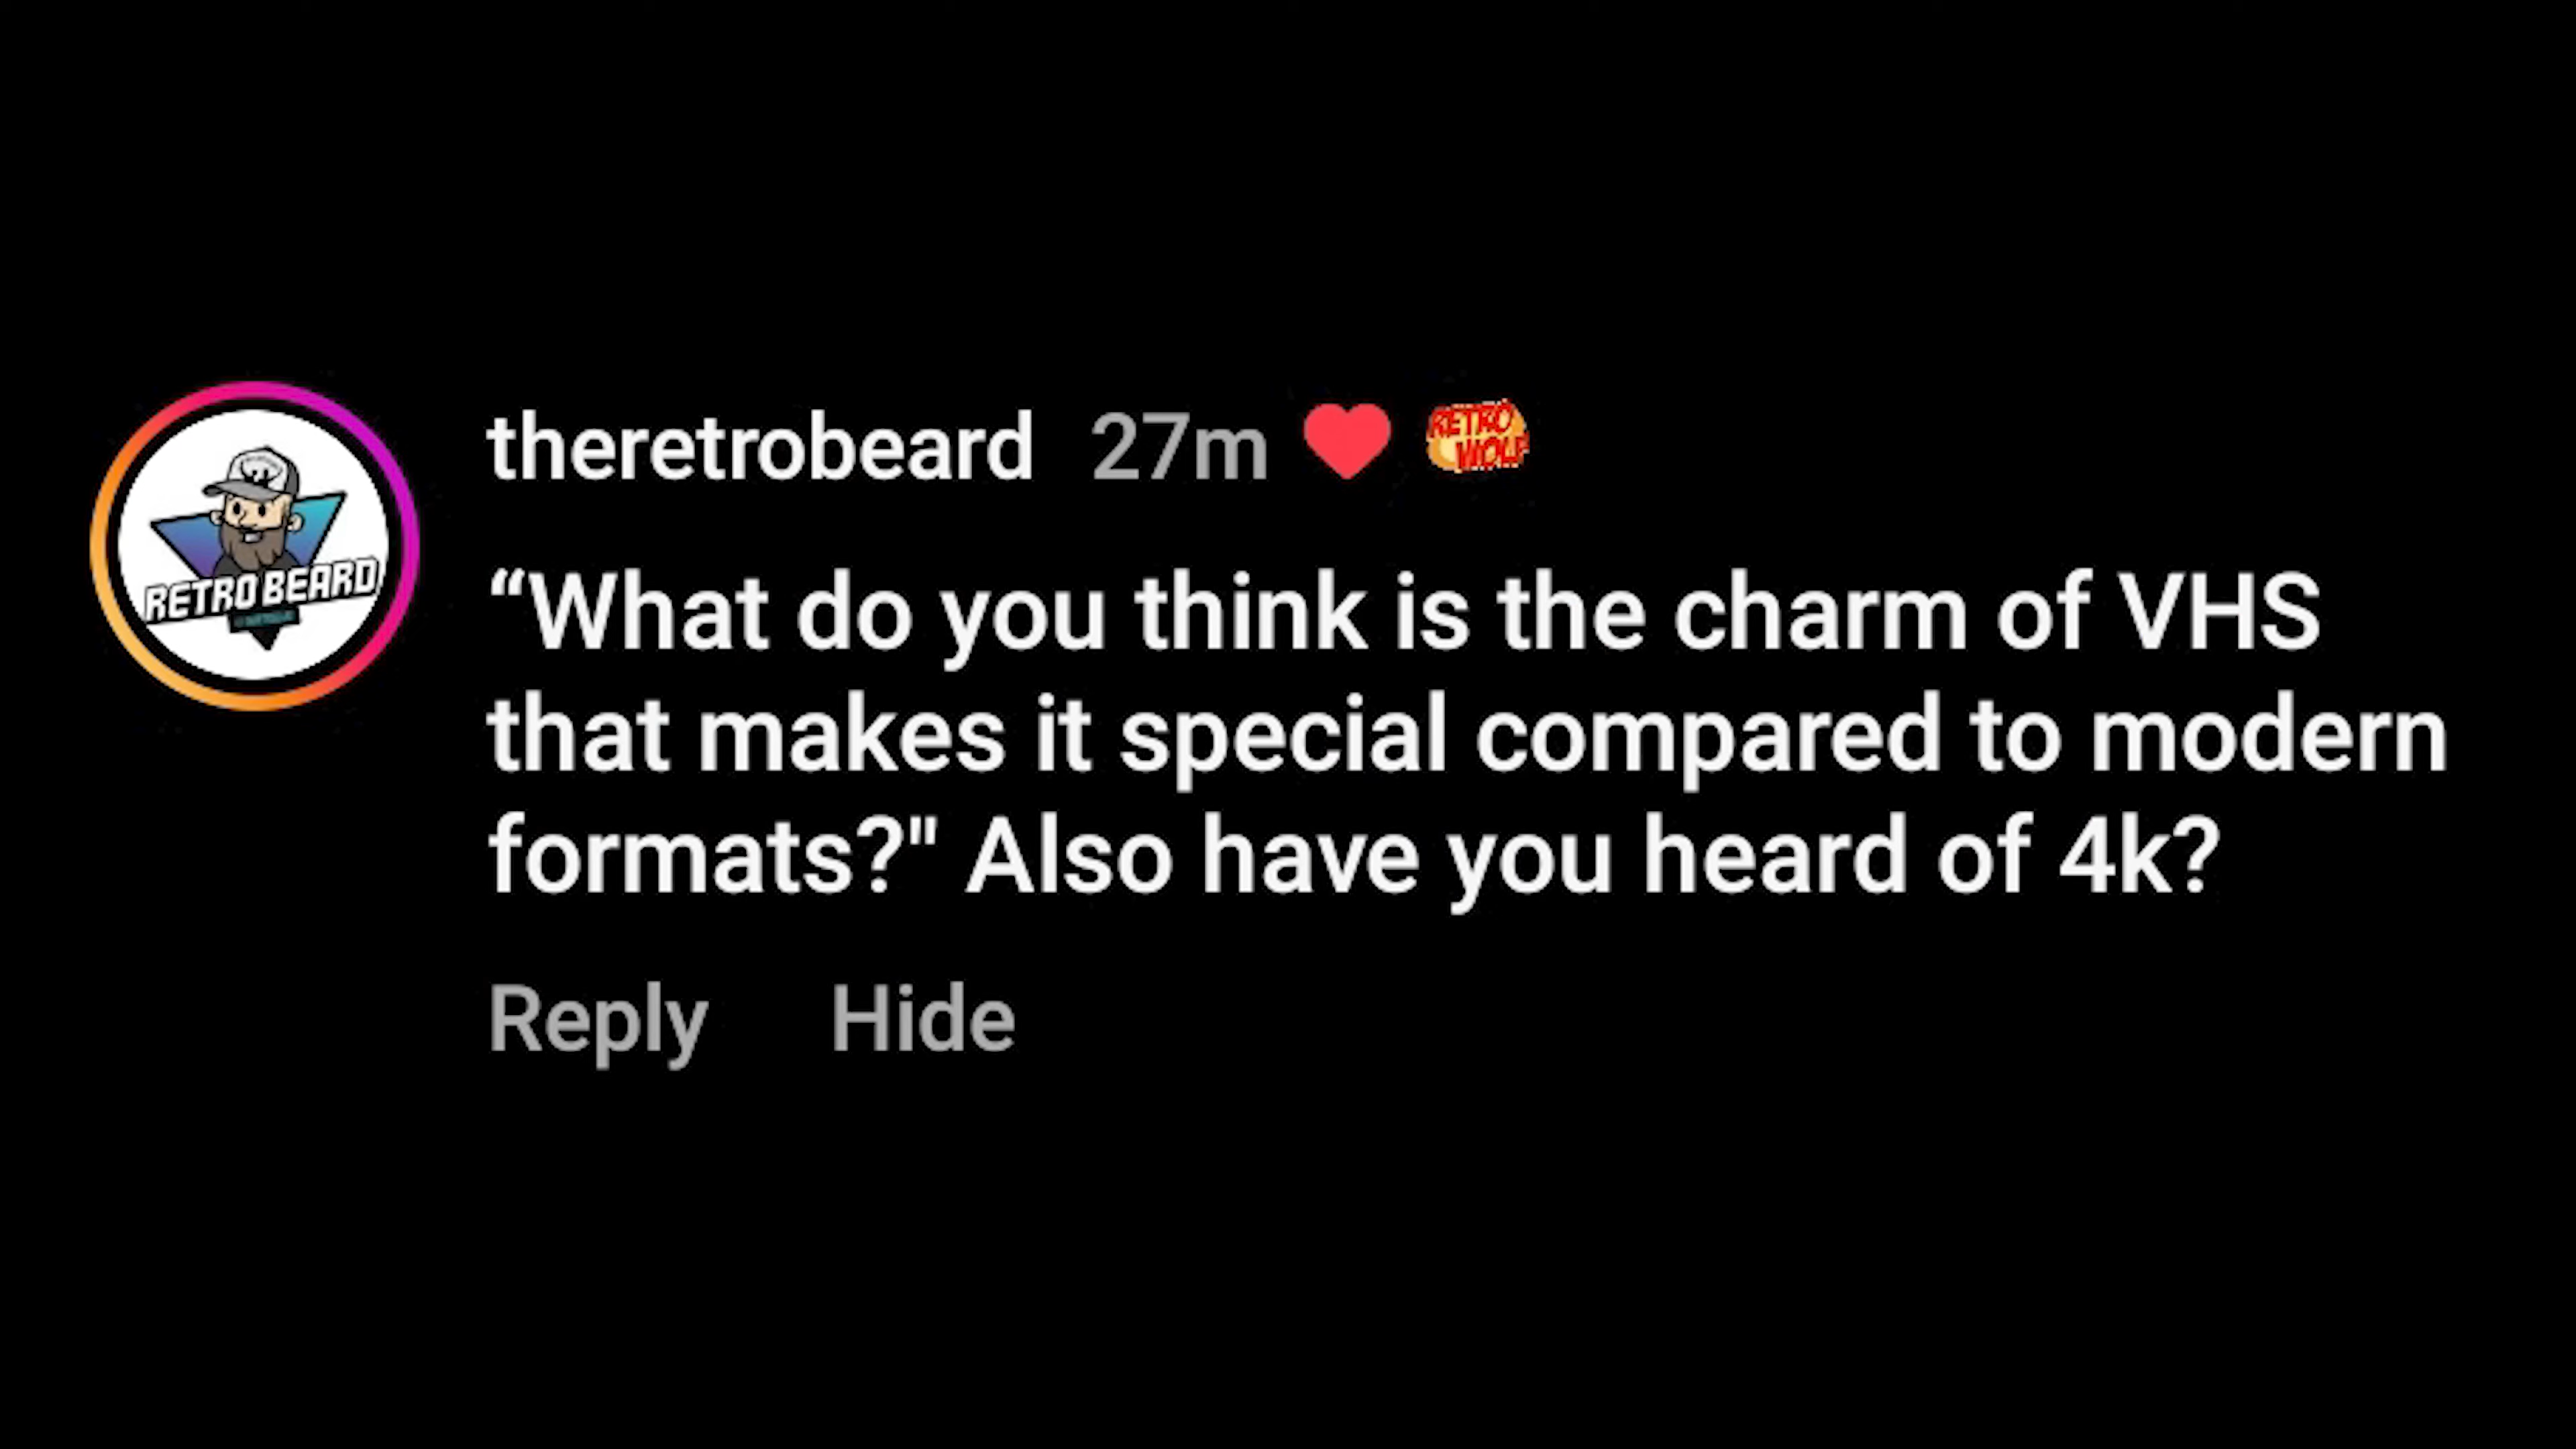 theretrobeard 27m RETRO
WOLF
RETRO BEARD
“What do you think is the charm of VHS
that makes it special compared to modern
formats?" Also have you heard of 4k?
Reply Hide